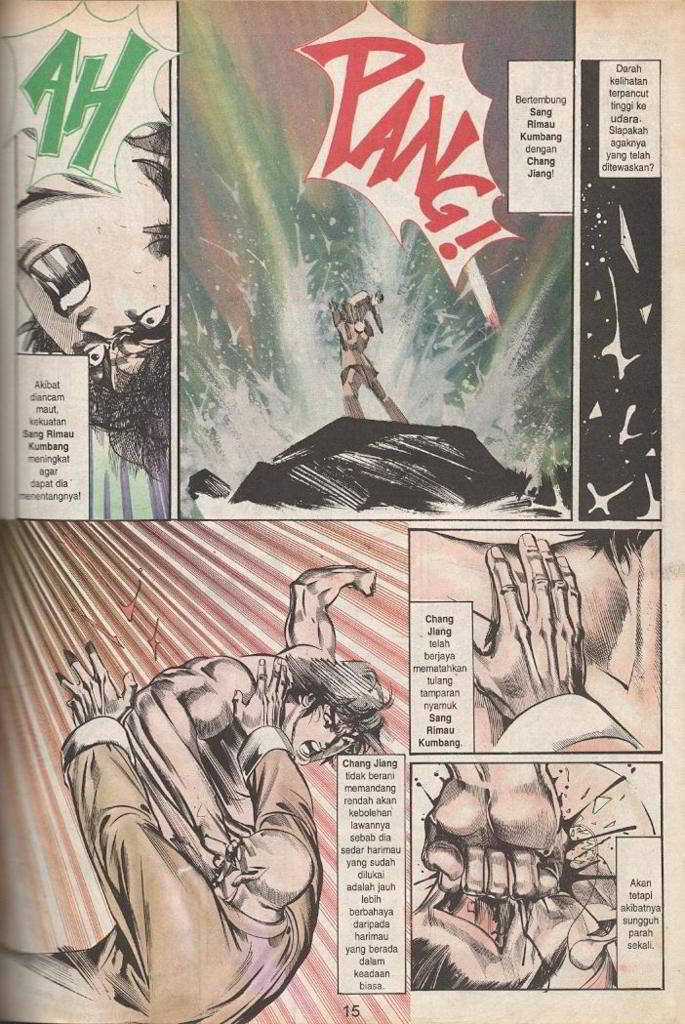 AH
Akibat
diancam
maut,
kekuatan
Sang Rimau
Kumbang
meningkat
agar
dapat dia
menentangnya!
PANG!
Bertembung
Sang
Rimau
Kumbang
dengan
Chang
Jiang!
Darah
kelihatan
terpancut
tinggi ke
udara.
Siapakah
agaknya
yang telah
ditewaskan?
Chang Jiang
tidak berani
memandang
rendah akan
kebolehan
lawannya
sebab dia
sedar harimau
yang sudah
dilukai
adalah jauh
lebih
berbahaya
daripada
harimau
yang berada
dalam
keadaan
biasa.
Chang
Jiang
telah
berjaya
mematahkan
tulang
tamparan
nyamuk
Sang
Rimau
Kumbang.
Akan
tetapi
akibatnya
sungguh
parah
sekali.
15